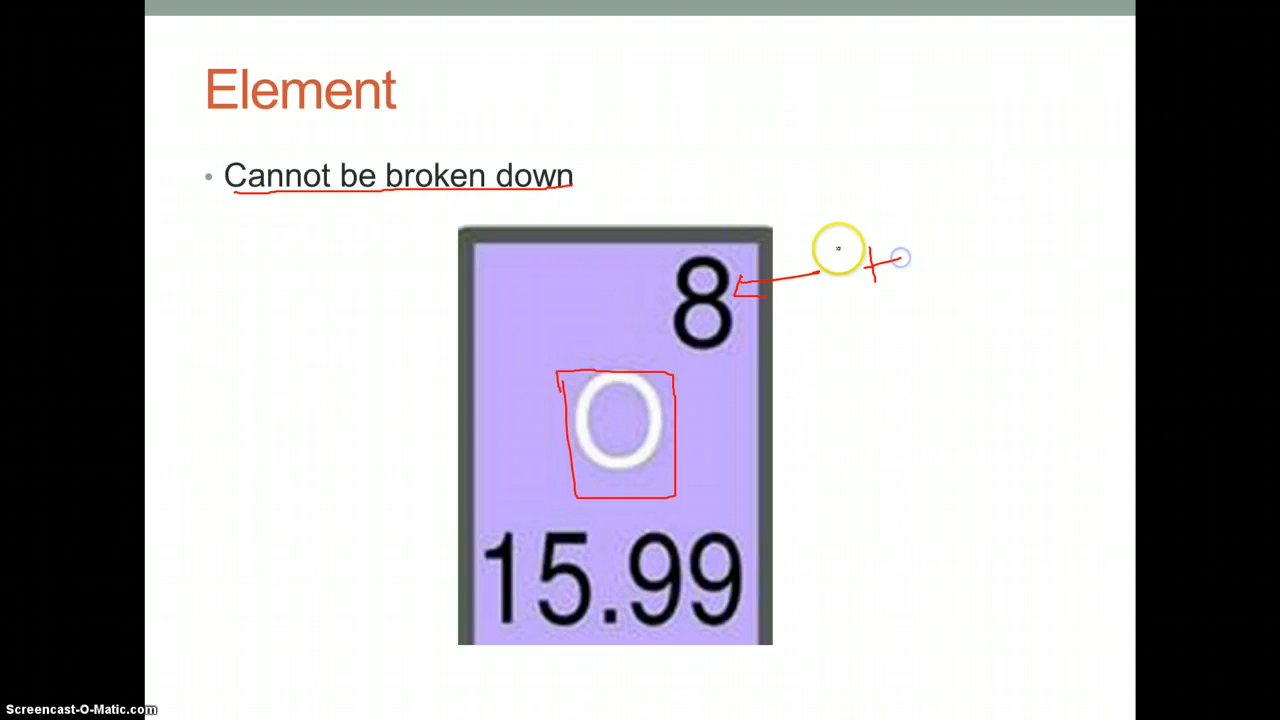 Element
• Cannot be broken down
8
O
15.99
Screencast-O-Matic.com